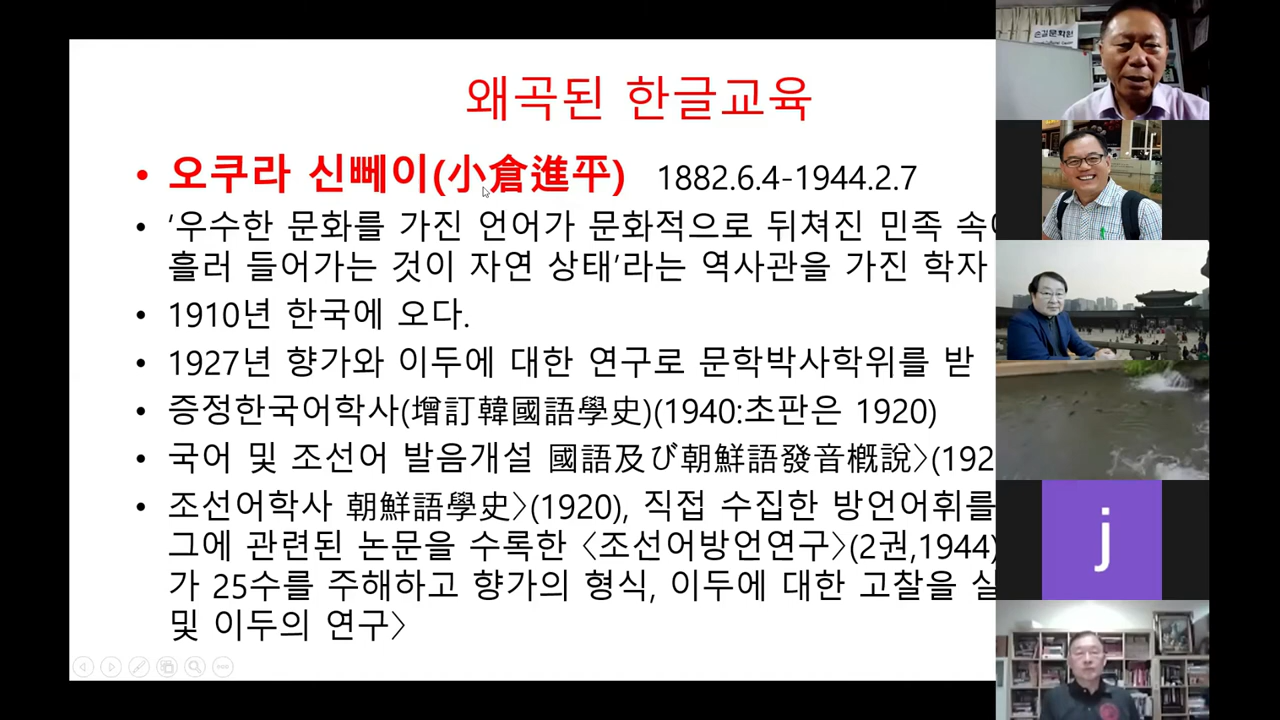 왜곡된 한글교육
• 오쿠라 신뻬이(小倉進平) 1882.6.4-1944.2.7
• ‘우수한 문화를 가진 언어가 문화적으로 뒤쳐진 민족 속
흘러 들어가는 것이 자연 상태’라는 역사관을 가진 학자
• 1910년 한국에 오다.
• 1927년 향가와 이두에 대한 연구로 문학박사학위를 받
• 증정한국어학사(增訂韓國語學史)(1940:초판은 1920)
• 국어 및 조선어 발음개설 國語及び朝鮮語發音槪說〉(192
• 조선어학사 朝鮮語學史〉(1920), 직접 수집한 방언어휘를
그에 관련된 논문을 수록한 〈조선어방언연구〉(2권,1944)
가 25수를 주해하고 향가의 형식, 이두에 대한 고찰을 실
및 이두의 연구〉
손길문학관
j